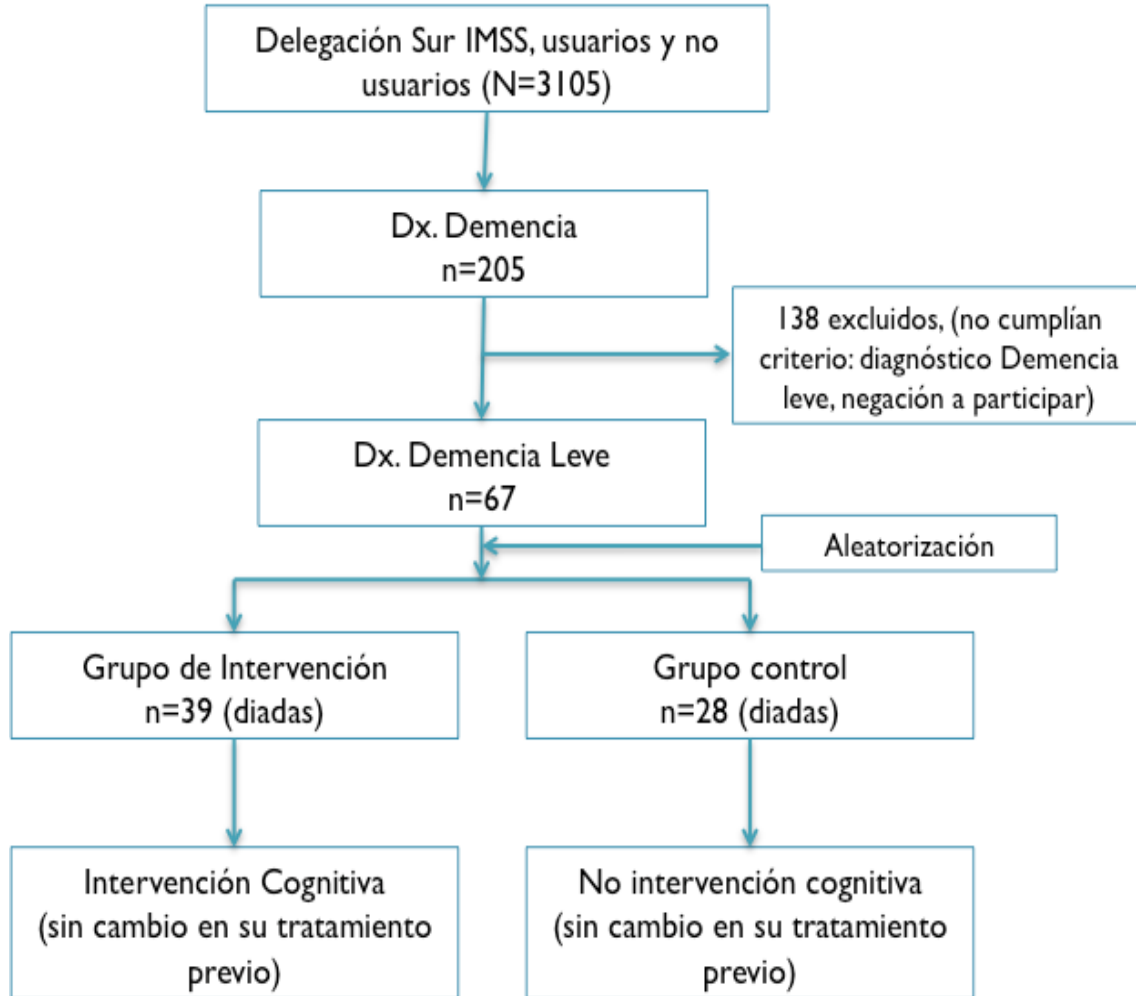 Delegación Sur IMSS, usuarios y no
usuarios (N=3105)
Dx. Demencia
n=205
138 excluidos, (no cumplían
criterio: diagnóstico Demencia
leve, negación a participar)
Dx. Demencia Leve
n=67
Aleatorización
Grupo de Intervención
n=39 (diadas)
Grupo control
n=28 (diadas)
Intervención Cognitiva
(sin cambio en su tratamiento
previo)
No intervención cognitiva
(sin cambio en su tratamiento
previo)